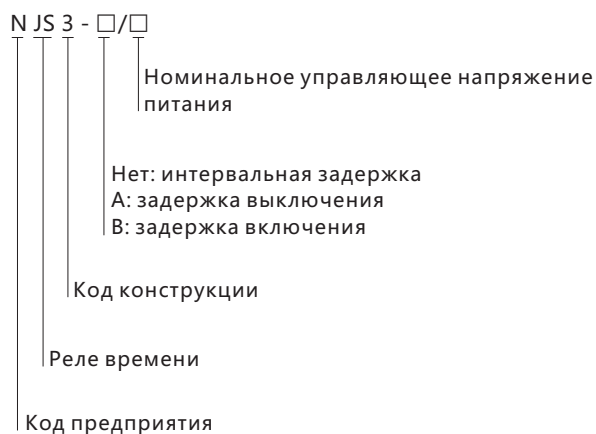 N JS 3 - □/□
Номинальное управляющее напряжение
питания
Нет: интервальная задержка
A: задержка выключения
B: задержка включения
Код конструкции
Реле времени
Код предприятия